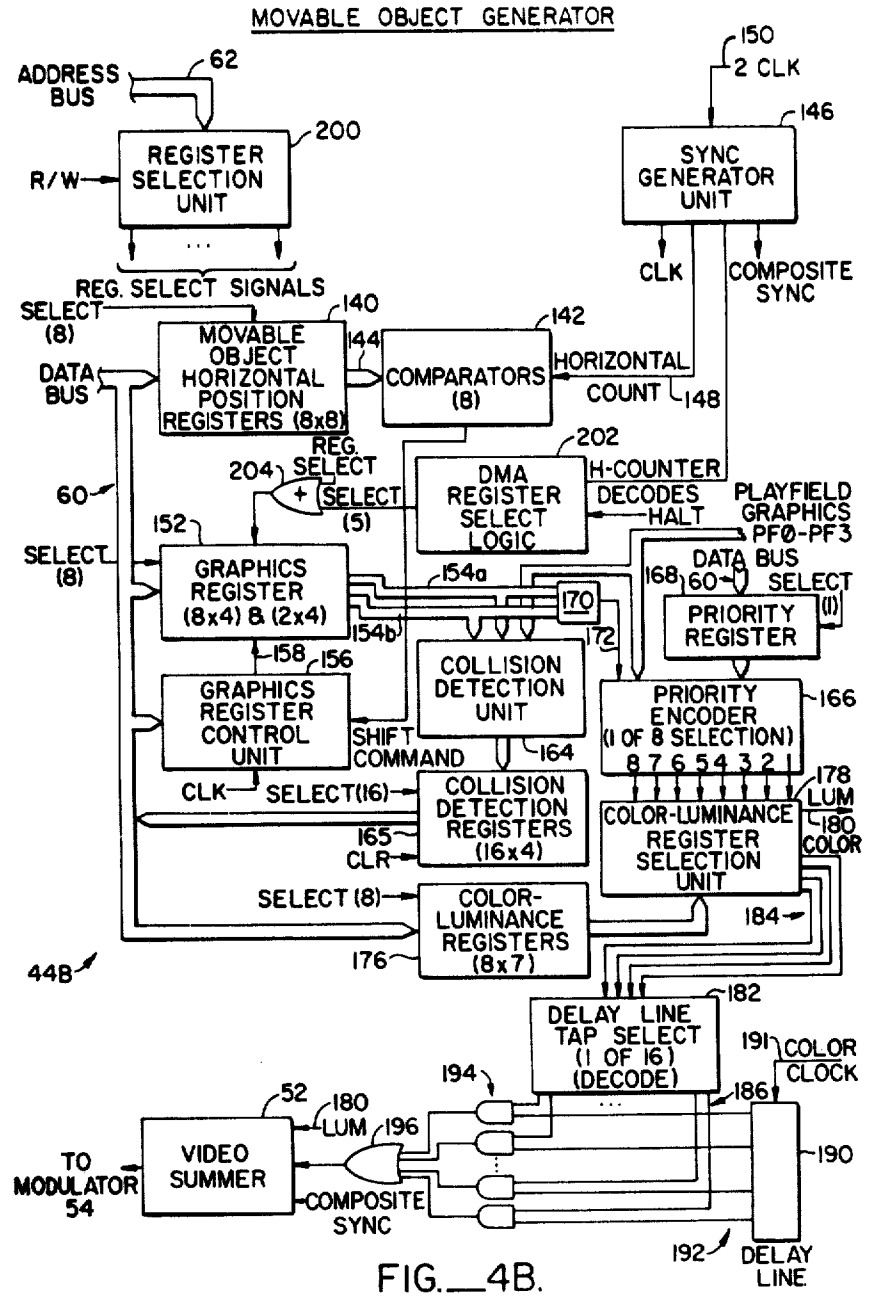 MOVABLE OBJECT GENERATOR
ADDRESS
BUS
62
150
2 CLK
200
146
REGISTER
SELECTION
UNIT
R/W
SYNC
GENERATOR
UNIT
...
CLK
COMPOSITE
SYNC
REG. SELECT SIGNALS
SELECT
(8)
140
142
MOVABLE
OBJECT
HORIZONTAL
POSITION
REGISTERS (8x8)
144
COMPARATORS
(8)
HORIZONTAL
COUNT
148
DATA
BUS
60
204
REG.
SELECT
+
SELECT
(5)
202
DMA
REGISTER
SELECT
LOGIC
H-COUNTER
DECODES
HALT
PLAYFIELD
GRAPHICS
PF0-PF3
152
SELECT
(8)
GRAPHICS
REGISTER
(8x4) & (2x4)
154a
154b
170
172
DATA BUS
168
60
SELECT
(1)
PRIORITY
REGISTER
158
156
GRAPHICS
REGISTER
CONTROL
UNIT
CLK
SHIFT
COMMAND
COLLISION
DETECTION
UNIT
164
PRIORITY
ENCODER
(1 OF 8 SELECTION)
8 7 6 5 4 3 2 1
166
SELECT (16)
COLLISION
DETECTION
REGISTERS
(16x4)
165
CLR
178
LUM
180
COLOR
COLOR-LUMINANCE
REGISTER
SELECTION
UNIT
184
SELECT (8)
COLOR-
LUMINANCE
REGISTERS
(8x7)
176
44B
182
DELAY LINE
TAP SELECT
(1 OF 16)
(DECODE)
191
COLOR
CLOCK
194
...
186
52
180
LUM
196
VIDEO
SUMMER
TO
MODULATOR
54
COMPOSITE
SYNC
190
192
DELAY
LINE
FIG.__4B.